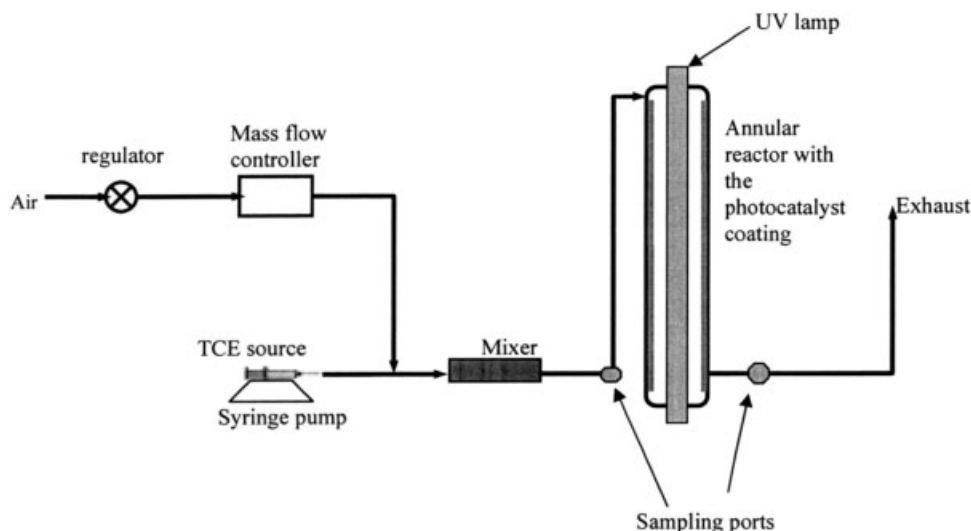 UV lamp
Mass flow
controller
regulator
Air
Annular
reactor with
the
photocatalyst
coating
Exhaust
TCE source
Mixer
Syringe pump
Sampling ports